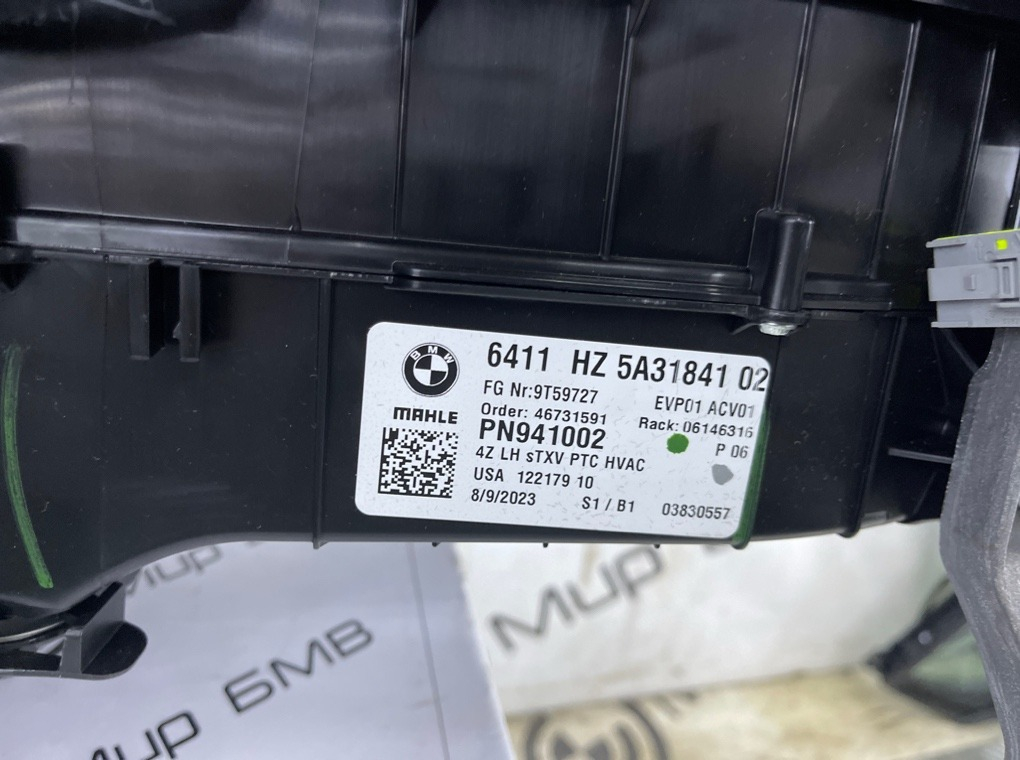 BMW
6411 HZ 5A31841 02
FG Nr:9T59727
EVP01 ACV01
MAHLE
Order: 46731591
Rack: 06146316
PN941002
P 06
4Z LH sTXV PTC HVAC
USA 122179 10
8/9/2023
S1 / B1
03830557
Мир БМВ
Мир БМВ
Мир